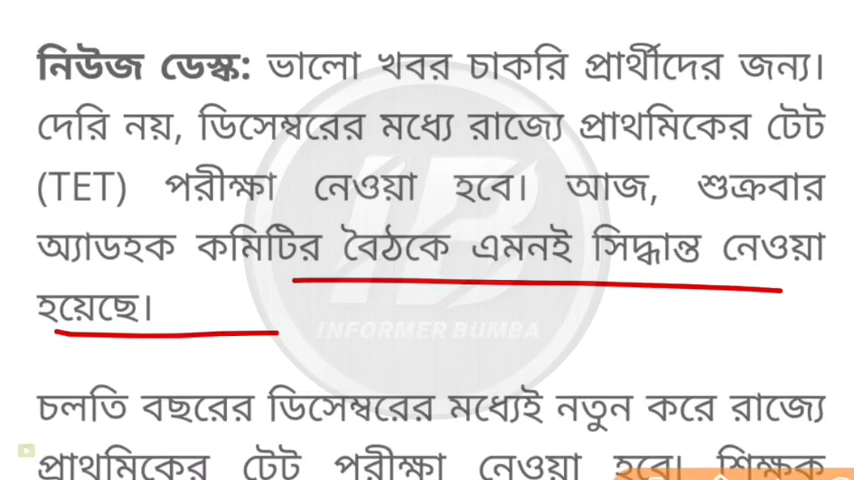 নিউজ ডেস্ক: ভালো খবর চাকরি প্রার্থীদের জন্য।
দেরি নয়, ডিসেম্বরের মধ্যে রাজ্যে প্রাথমিকের টেট
(TET) পরীক্ষা নেওয়া হবে। আজ, শুক্রবার
অ্যাডহক কমিটির বৈঠকে এমনই সিদ্ধান্ত নেওয়া
হয়েছে।
INFORMER BUMBA
চলতি বছরের ডিসেম্বরের মধ্যেই নতুন করে রাজ্যে
প্রাথমিকের টেট পরীক্ষা নেওয়া হবে। শিক্ষক